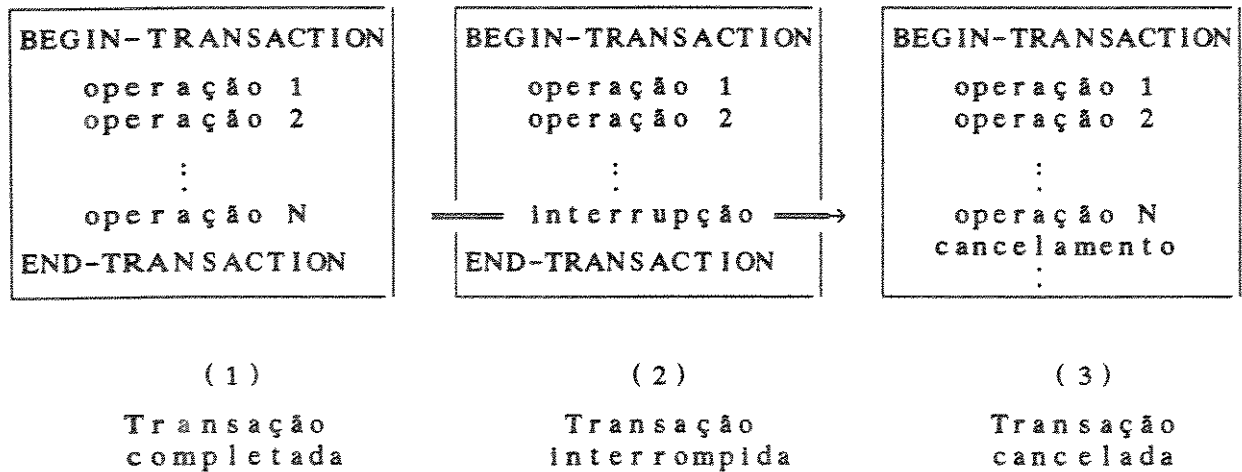 BEGIN-TRANSACTION
operação 1
operação 2
:
operação N
END-TRANSACTION
(1)
Transação
completada
BEGIN-TRANSACTION
operação 1
operação 2
:
interrupção
END-TRANSACTION
(2)
Transação
interrompida
BEGIN-TRANSACTION
operação 1
operação 2
:
operação N
cancelamento
:
(3)
Transação
cancelada